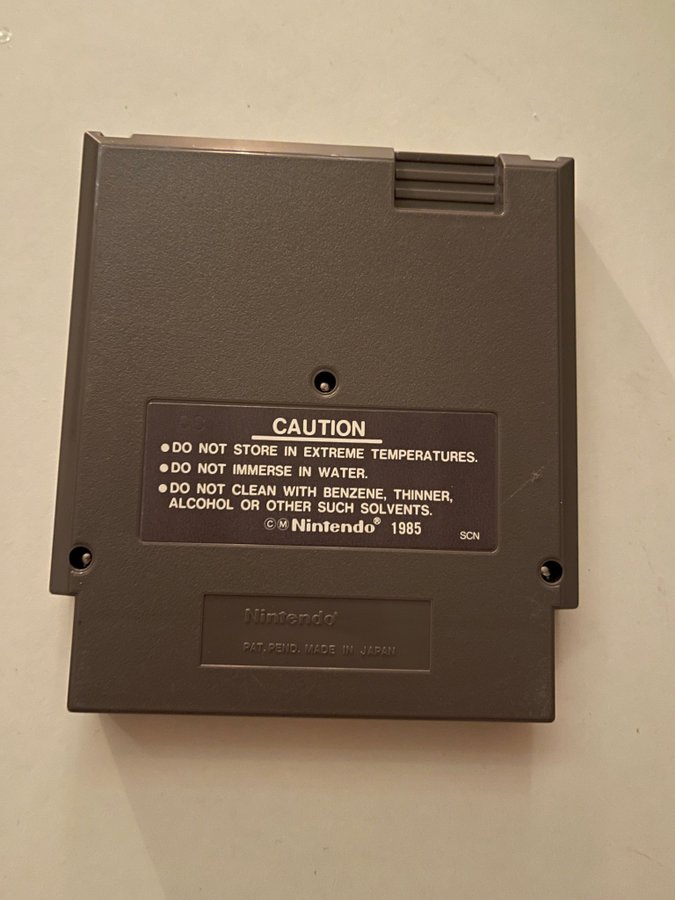 CAUTION
●DO NOT STORE IN EXTREME TEMPERATURES.
●DO NOT IMMERSE IN WATER.
●DO NOT CLEAN WITH BENZENE, THINNER,
ALCOHOL OR OTHER SUCH SOLVENTS.
©Ⓜ Nintendo® 1985
SCN
Nintendo®
PAT. PEND. MADE IN JAPAN